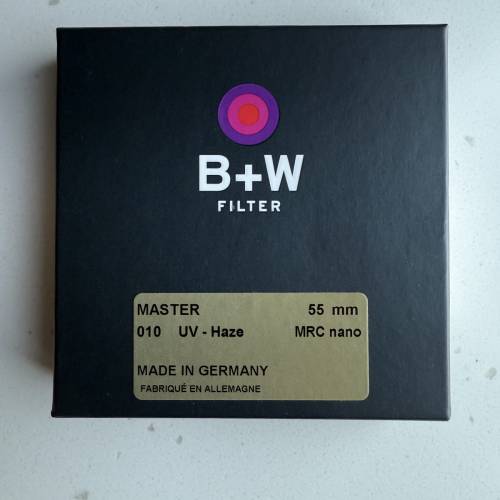 B+W
FILTER
MASTER 55 mm
010 UV - Haze MRC nano
MADE IN GERMANY
FABRIQUÉ EN ALLEMAGNE